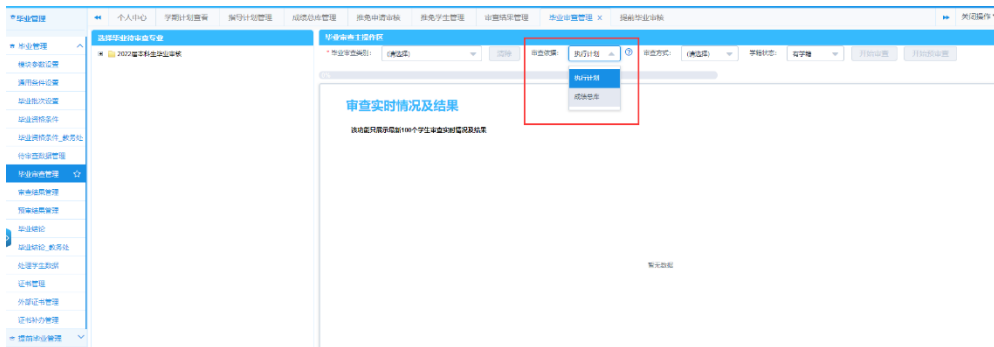 毕业管理
个人中心 学期计划查看 指导计划管理 成绩总库管理 推免申请审核 推免学生管理 审查结果管理 毕业审查管理 × 提前毕业审核 关闭操作
选择毕业待审查专业
毕业审查主操作区
毕业管理
2022届本科生毕业审核
* 毕业审查类别: (请选择) 清除 审查依据: 执行计划 审查方式: (请选择) 学籍状态: 有学籍 开始审查 开始预审查
执行计划
成绩总库
0%
审查实时情况及结果
该功能只展示最新100个学生审查实时情况及结果
模块参数设置
通用条件设置
毕业批次设置
毕业资格条件
毕业资格条件_教务处
待审查数据管理
毕业审查管理
审查结果管理
预审结果管理
毕业结论
毕业结论_教务处
处理学生数据
证书管理
外部证书管理
证书补办管理
提前毕业管理
暂无数据